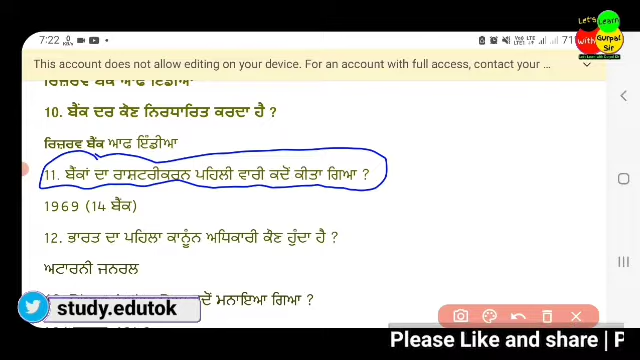 7:22
Let's Learn
with Gurpal Sir
This account does not allow editing on your device. For an account with full access, contact your ...
ਰਿਜ਼ਰਵ ਬੈਂਕ ਆਫ ਇੰਡੀਆ
10. ਬੈਂਕ ਦਰ ਕੌਣ ਨਿਰਧਾਰਿਤ ਕਰਦਾ ਹੈ ?
ਰਿਜ਼ਰਵ ਬੈਂਕ ਆਫ ਇੰਡੀਆ
11. ਬੈਂਕਾਂ ਦਾ ਰਾਸ਼ਟਰੀਕਰਨ ਪਹਿਲੀ ਵਾਰੀ ਕਦੋਂ ਕੀਤਾ ਗਿਆ ?
1969 (14 ਬੈਂਕ)
12. ਭਾਰਤ ਦਾ ਪਹਿਲਾ ਕਾਨੂੰਨ ਅਧਿਕਾਰੀ ਕੌਣ ਹੁੰਦਾ ਹੈ ?
ਅਟਾਰਨੀ ਜਨਰਲ
ਮਨਾਇਆ ਗਿਆ ?
study.edutok
Please Like and share | P